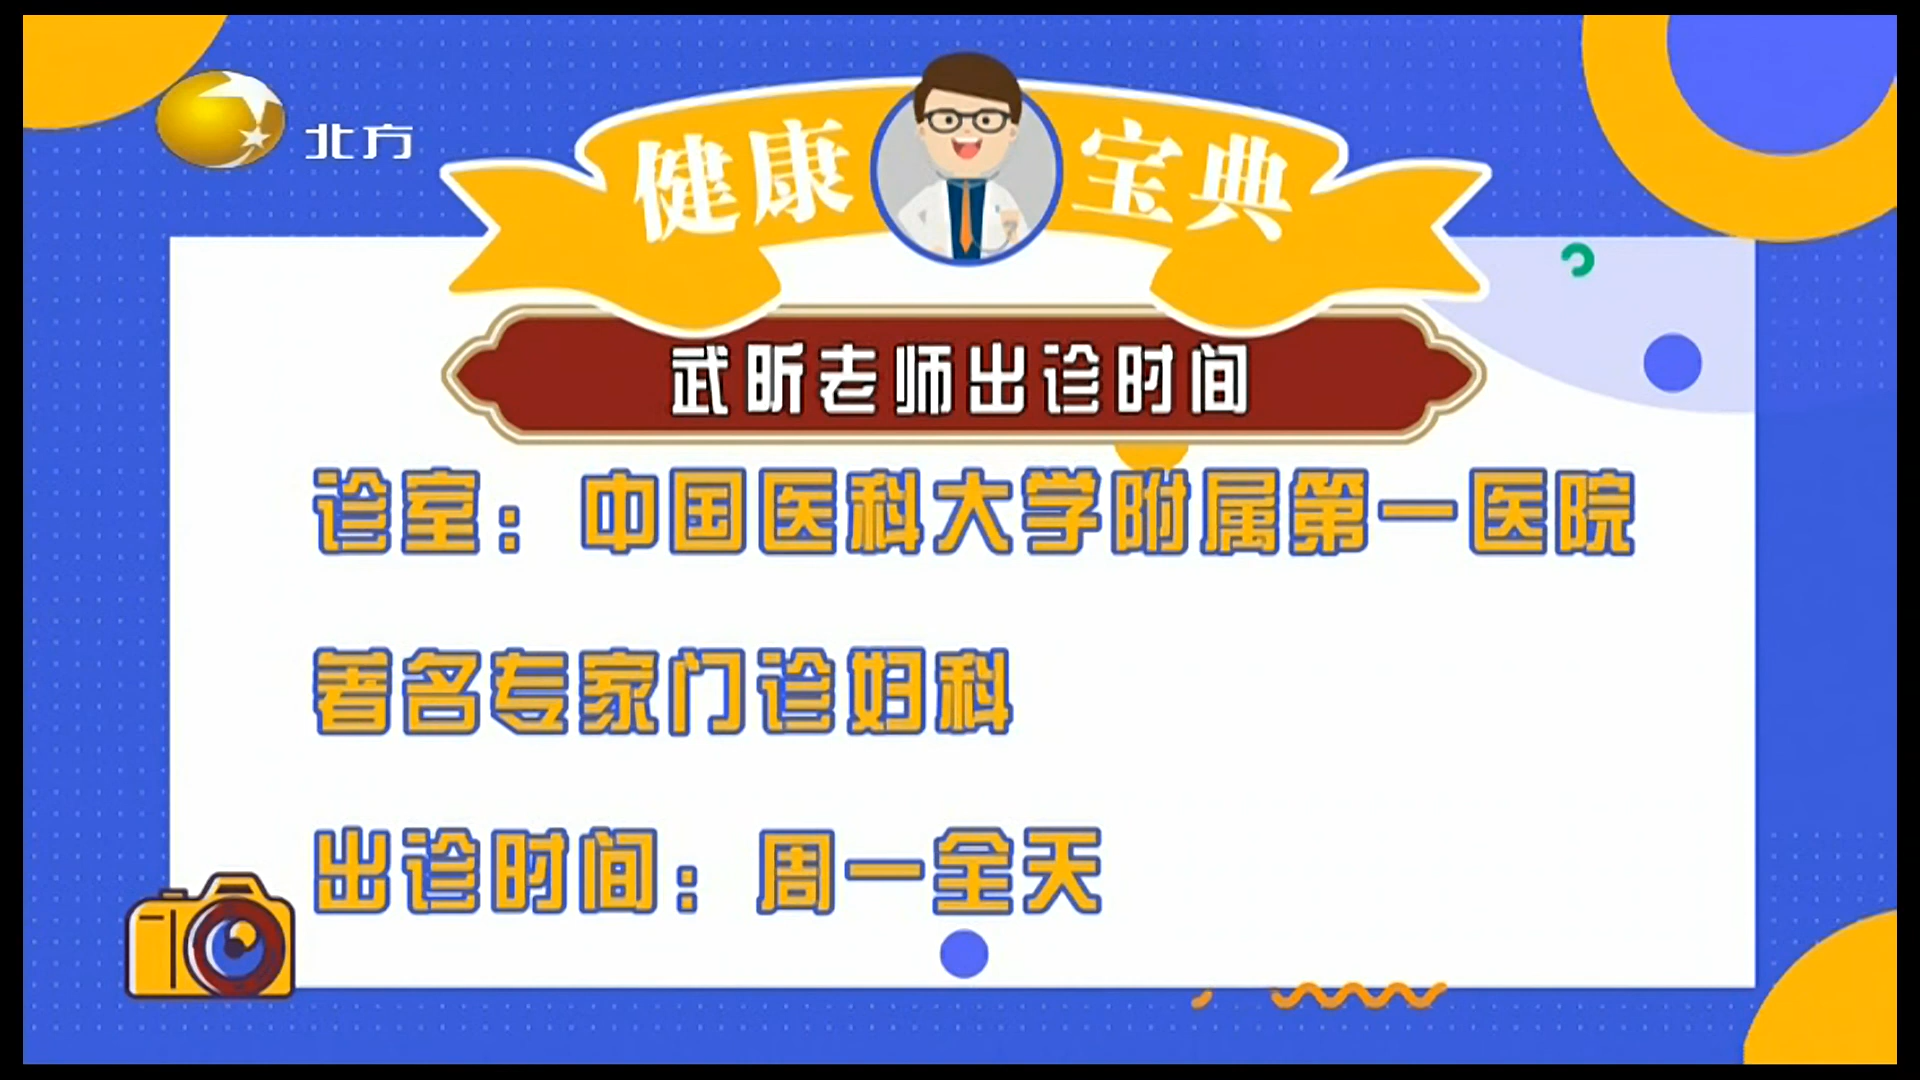 北方
健康宝典
武昕老师出诊时间
诊室：中国医科大学附属第一医院
著名专家门诊妇科
出诊时间：周一全天